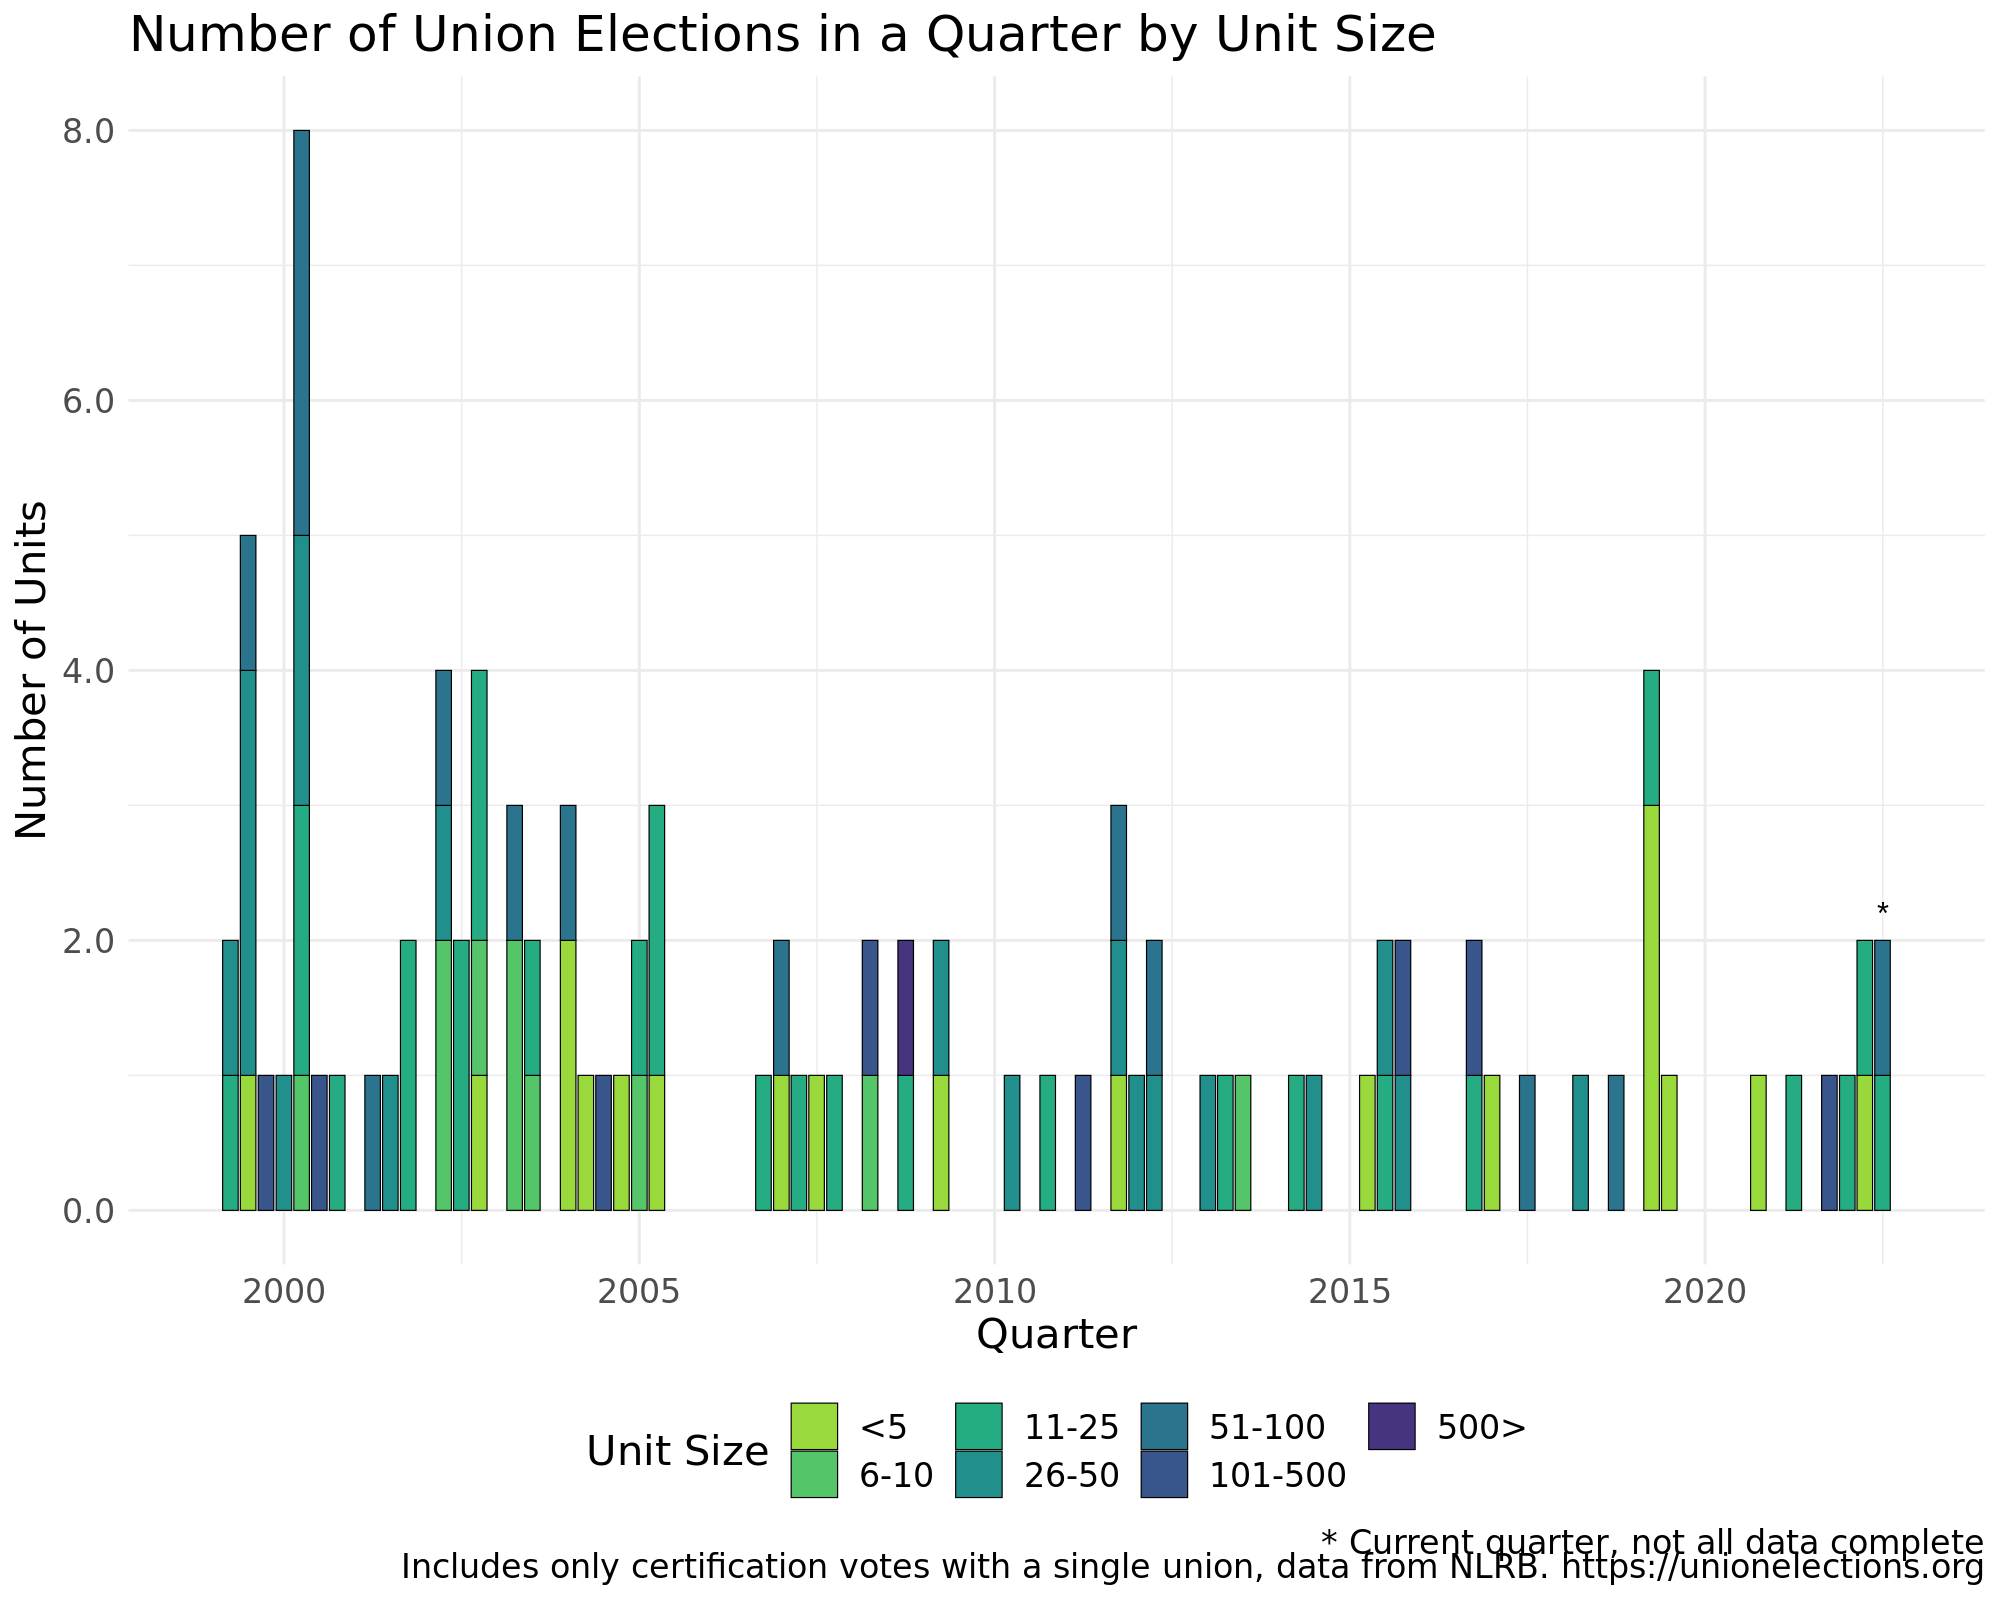 Number of Union Elections in a Quarter by Unit Size
8.0
6.0
4.0
2.0
0.0
Number of Units
*
2000 2005 2010 2015 2020
Quarter
Unit Size
<5 11-25 51-100 500>
6-10 26-50 101-500
* Current quarter, not all data complete
Includes only certification votes with a single union, data from NLRB. https://unionelections.org